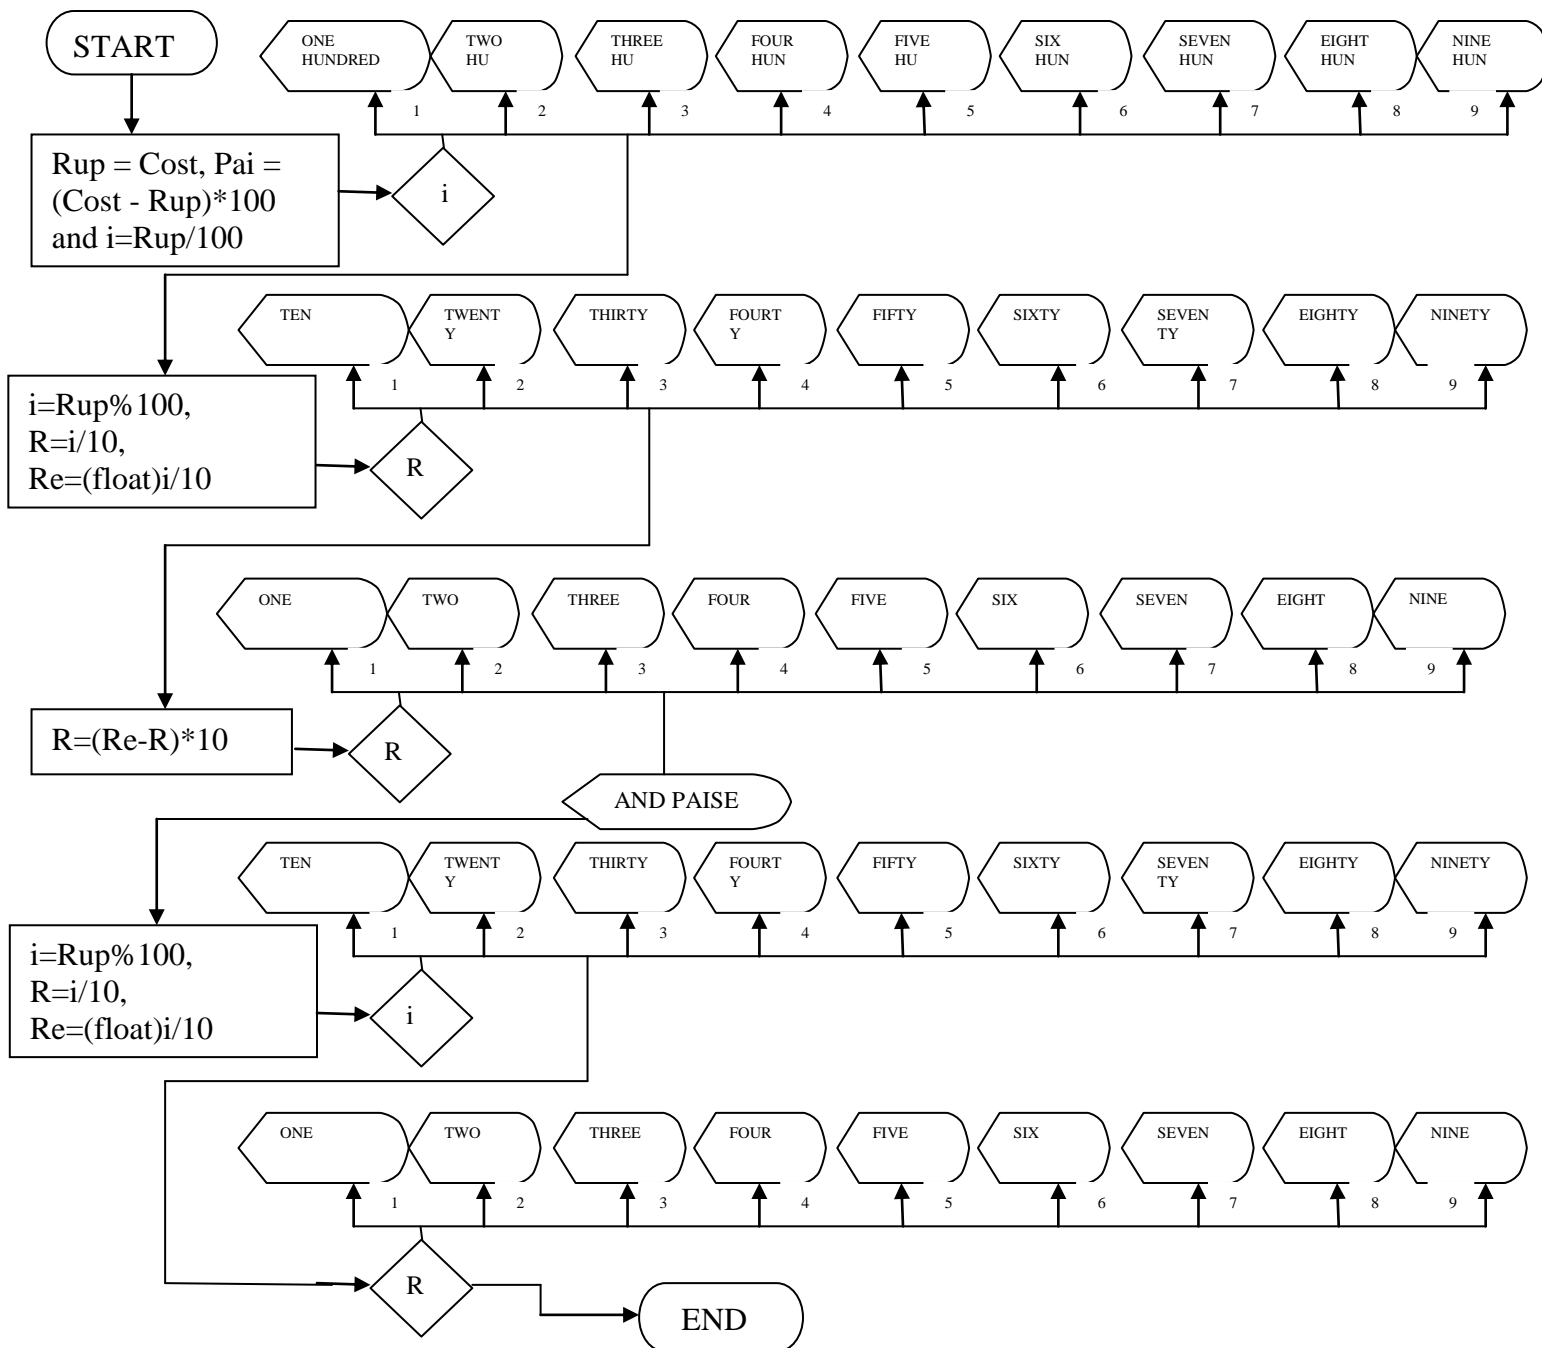 START
ONE
HUNDRED
TWO
HU
THREE
HU
FOUR
HUN
FIVE
HU
SIX
HUN
SEVEN
HUN
EIGHT
HUN
NINE
HUN
1 2 3 4 5 6 7 8 9
Rup = Cost, Pai =
(Cost - Rup)*100
and i=Rup/100
i
TEN
TWENT
Y
THIRTY
FOURT
Y
FIFTY
SIXTY
SEVEN
TY
EIGHTY
NINETY
1 2 3 4 5 6 7 8 9
i=Rup%100,
R=i/10,
Re=(float)i/10
R
ONE
TWO
THREE
FOUR
FIVE
SIX
SEVEN
EIGHT
NINE
1 2 3 4 5 6 7 8 9
R=(Re-R)*10
R
AND PAISE
TEN
TWENT
Y
THIRTY
FOURT
Y
FIFTY
SIXTY
SEVEN
TY
EIGHTY
NINETY
1 2 3 4 5 6 7 8 9
i=Rup%100,
R=i/10,
Re=(float)i/10
i
ONE
TWO
THREE
FOUR
FIVE
SIX
SEVEN
EIGHT
NINE
1 2 3 4 5 6 7 8 9
R
END